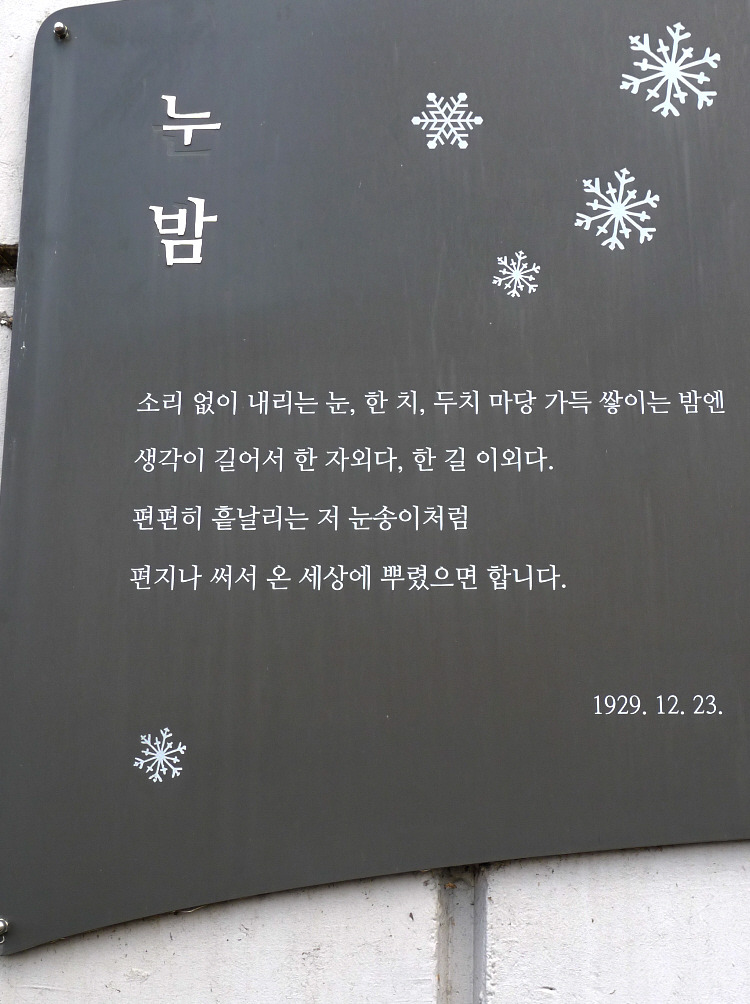 누
밤
소리 없이 내리는 눈, 한 치, 두치 마당 가득 쌓이는 밤엔
생각이 길어서 한 자외다, 한 길 이외다.
편편히 흩날리는 저 눈송이처럼
편지나 써서 온 세상에 뿌렸으면 합니다.
1929. 12. 23.